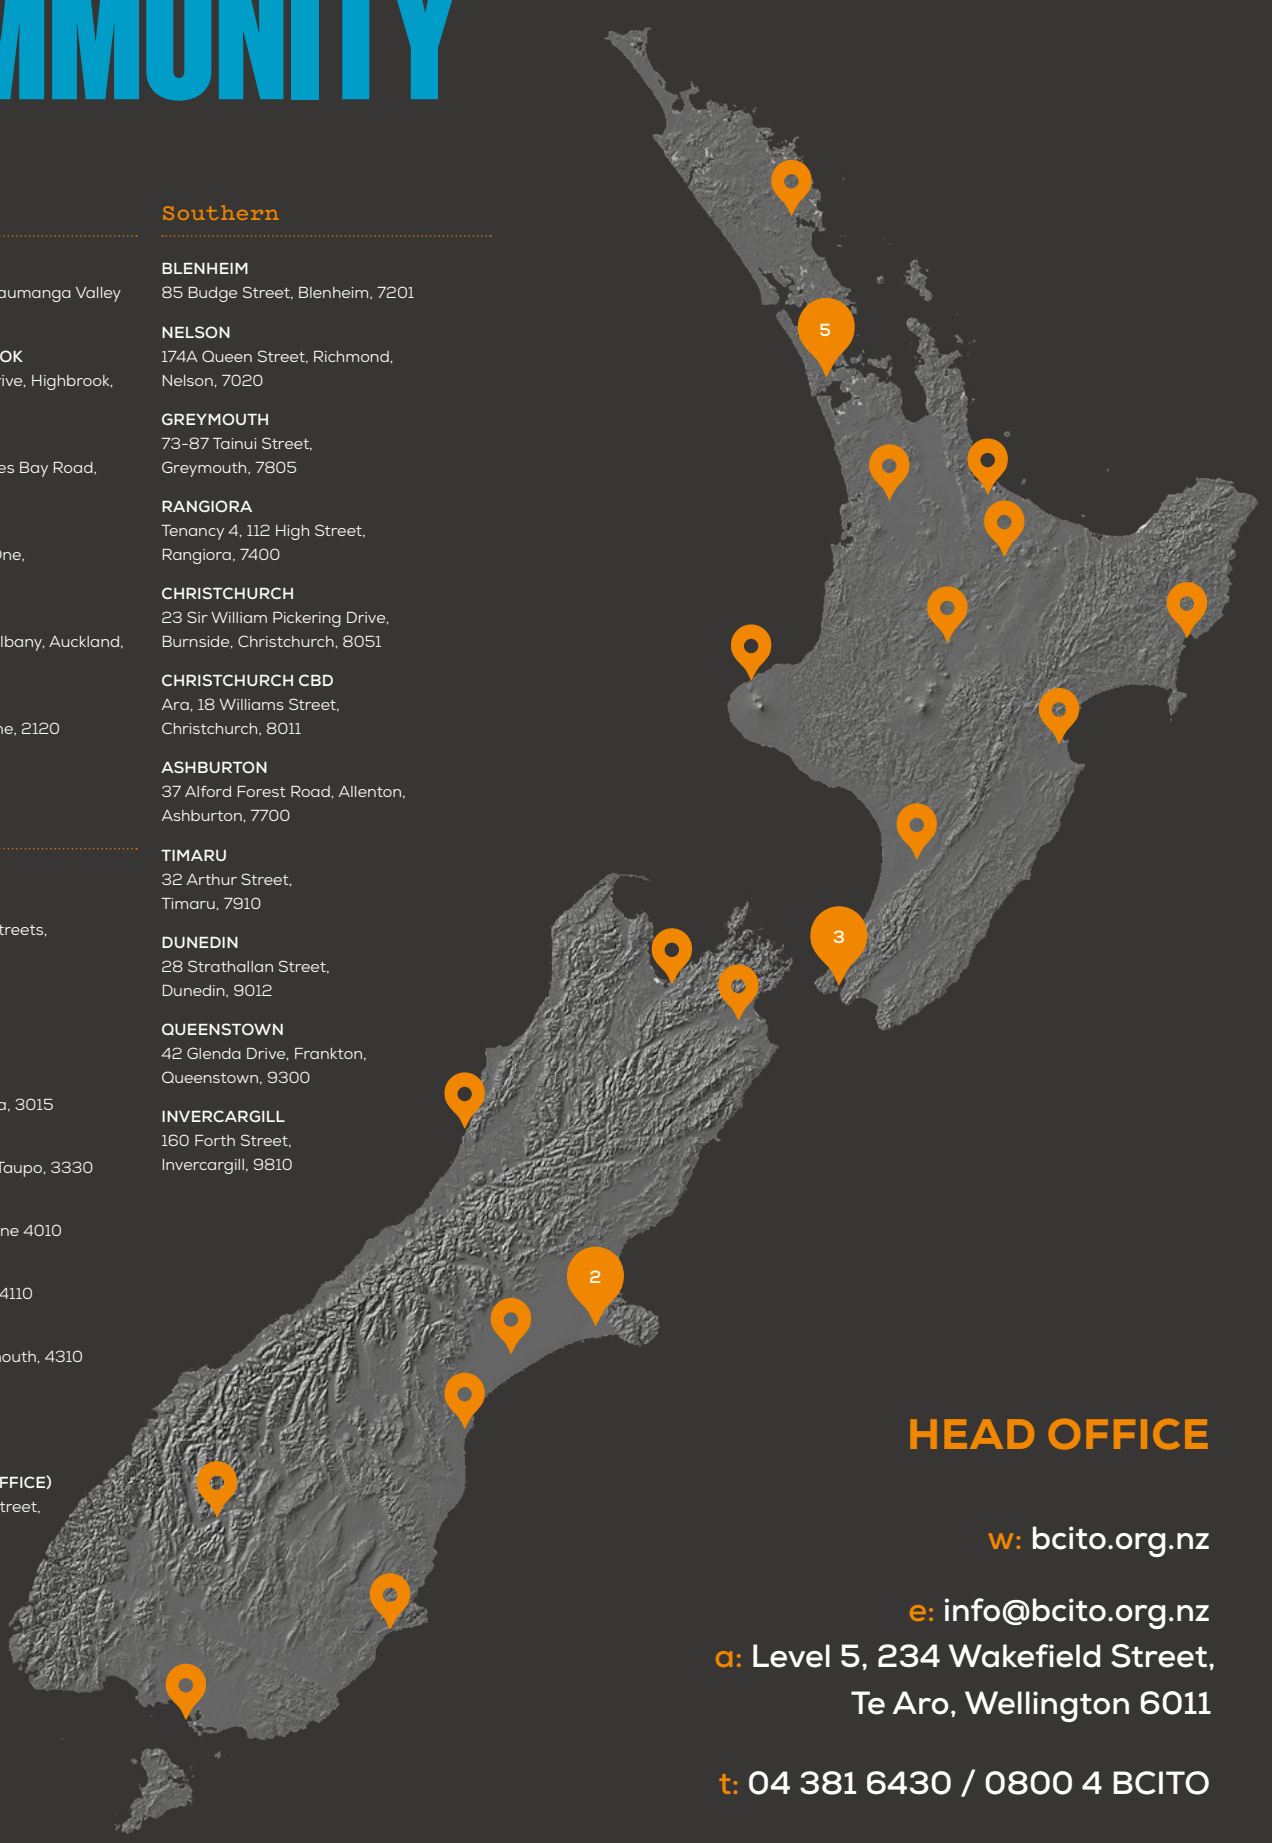 MMUNITY
aumanga Valley
OK
rive, Highbrook,
es Bay Road,
One,
lbany, Auckland,
ne, 2120
treets,
a, 3015
Taupo, 3330
ne 4010
4110
outh, 4310
FFICE)
treet,
Southern
BLENHEIM
85 Budge Street, Blenheim, 7201
NELSON
174A Queen Street, Richmond,
Nelson, 7020
GREYMOUTH
73-87 Tainui Street,
Greymouth, 7805
RANGIORA
Tenancy 4, 112 High Street,
Rangiora, 7400
CHRISTCHURCH
23 Sir William Pickering Drive,
Burnside, Christchurch, 8051
CHRISTCHURCH CBD
Ara, 18 Williams Street,
Christchurch, 8011
ASHBURTON
37 Alford Forest Road, Allenton,
Ashburton, 7700
TIMARU
32 Arthur Street,
Timaru, 7910
DUNEDIN
28 Strathallan Street,
Dunedin, 9012
QUEENSTOWN
42 Glenda Drive, Frankton,
Queenstown, 9300
INVERCARGILL
160 Forth Street,
Invercargill, 9810
5
3
2
HEAD OFFICE
w: bcito.org.nz
e: info@bcito.org.nz
a: Level 5, 234 Wakefield Street,
Te Aro, Wellington 6011
t: 04 381 6430 / 0800 4 BCITO